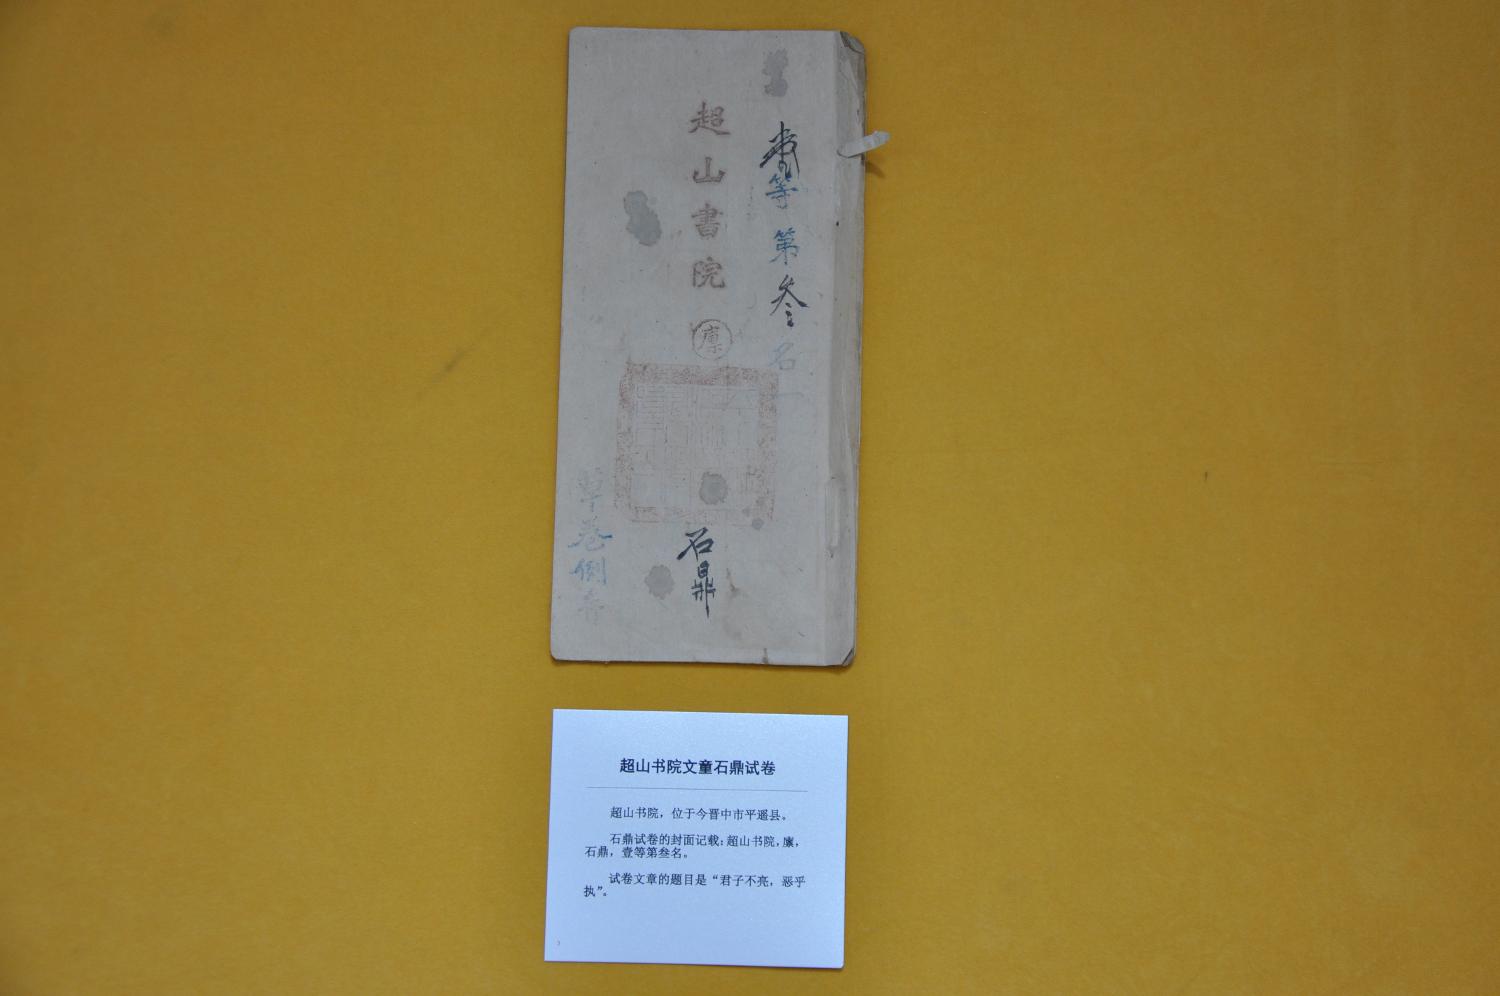 壹等第叁名
超山書院
廪
石鼎
草卷倒
超山书院文童石鼎试卷
超山书院，位于今晋中市平遥县。
石鼎试卷的封面记载：超山书院，廪，
石鼎，壹等第叁名。
试卷文章的题目是“君子不亮，恶乎
执”。